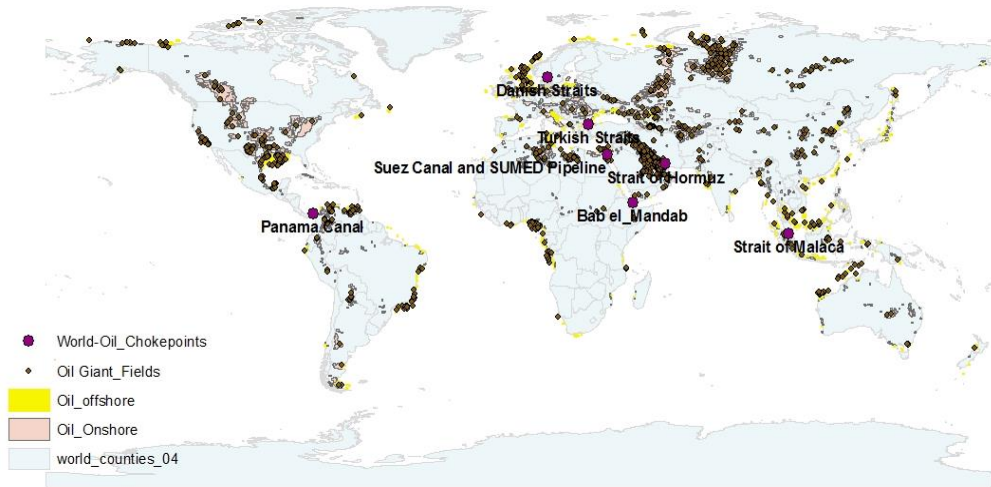 Danish Straits
Turkish Straits
Suez Canal and SUMED Pipeline
Strait of Hormuz
Bab el_Mandab
Panama Canal
Strait of Malaca
World-Oil_Chokepoints
Oil Giant_Fields
Oil_offshore
Oil_Onshore
world_counties_04